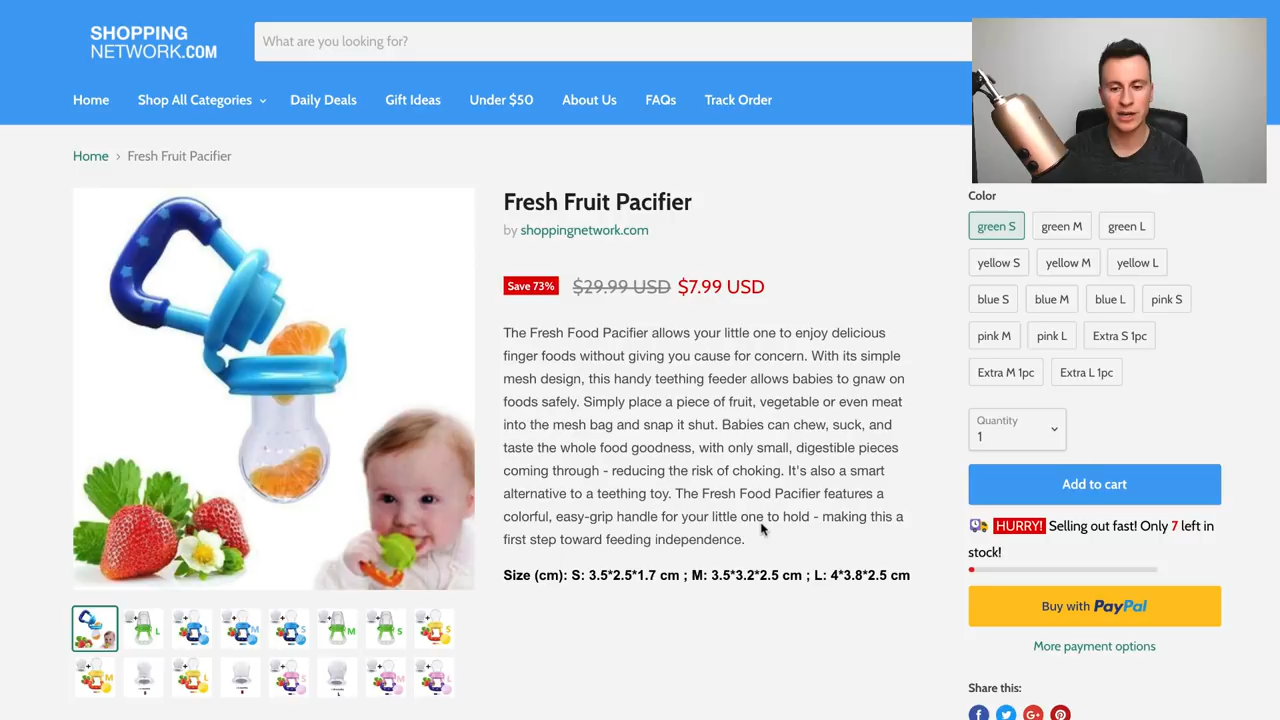 SHOPPING
NETWORK.COM
What are you looking for?
Home
Shop All Categories
Daily Deals
Gift Ideas
Under $50
About Us
FAQs
Track Order
Home › Fresh Fruit Pacifier
Fresh Fruit Pacifier
by shoppingnetwork.com
Save 73% $29.99 USD $7.99 USD
The Fresh Food Pacifier allows your little one to enjoy delicious
finger foods without giving you cause for concern. With its simple
mesh design, this handy teething feeder allows babies to gnaw on
foods safely. Simply place a piece of fruit, vegetable or even meat
into the mesh bag and snap it shut. Babies can chew, suck, and
taste the whole food goodness, with only small, digestible pieces
coming through - reducing the risk of choking. It's also a smart
alternative to a teething toy. The Fresh Food Pacifier features a
colorful, easy-grip handle for your little one to hold - making this a
first step toward feeding independence.
Size (cm): S: 3.5*2.5*1.7 cm ; M: 3.5*3.2*2.5 cm ; L: 4*3.8*2.5 cm
Color
green S
green M
green L
yellow S
yellow M
yellow L
blue S
blue M
blue L
pink S
pink M
pink L
Extra S 1pc
Extra M 1pc
Extra L 1pc
Quantity
1
Add to cart
HURRY! Selling out fast! Only 7 left in
stock!
Buy with PayPal
More payment options
Share this:
L
L
M
S
M
S
S
M
L
S
L
M
L